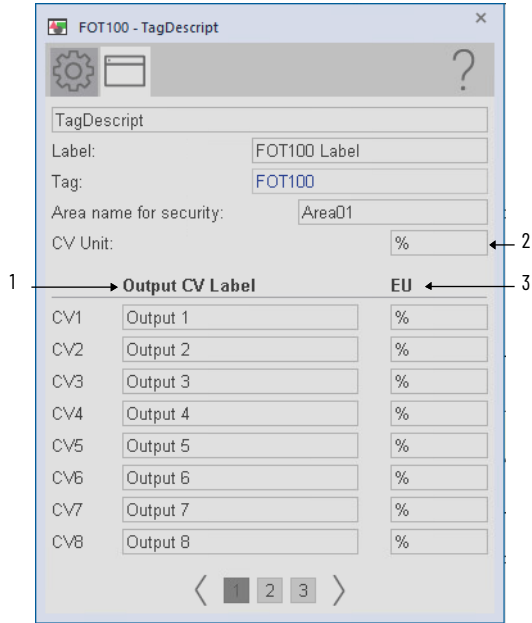 FOT100 - TagDescript ×
?
TagDescript
Label: FOT100 Label
Tag: FOT100
Area name for security: Area01
CV Unit: % 2
1 Output CV Label EU 3
CV1 Output 1 %
CV2 Output 2 %
CV3 Output 3 %
CV4 Output 4 %
CV5 Output 5 %
CV6 Output 6 %
CV7 Output 7 %
CV8 Output 8 %
1 2 3